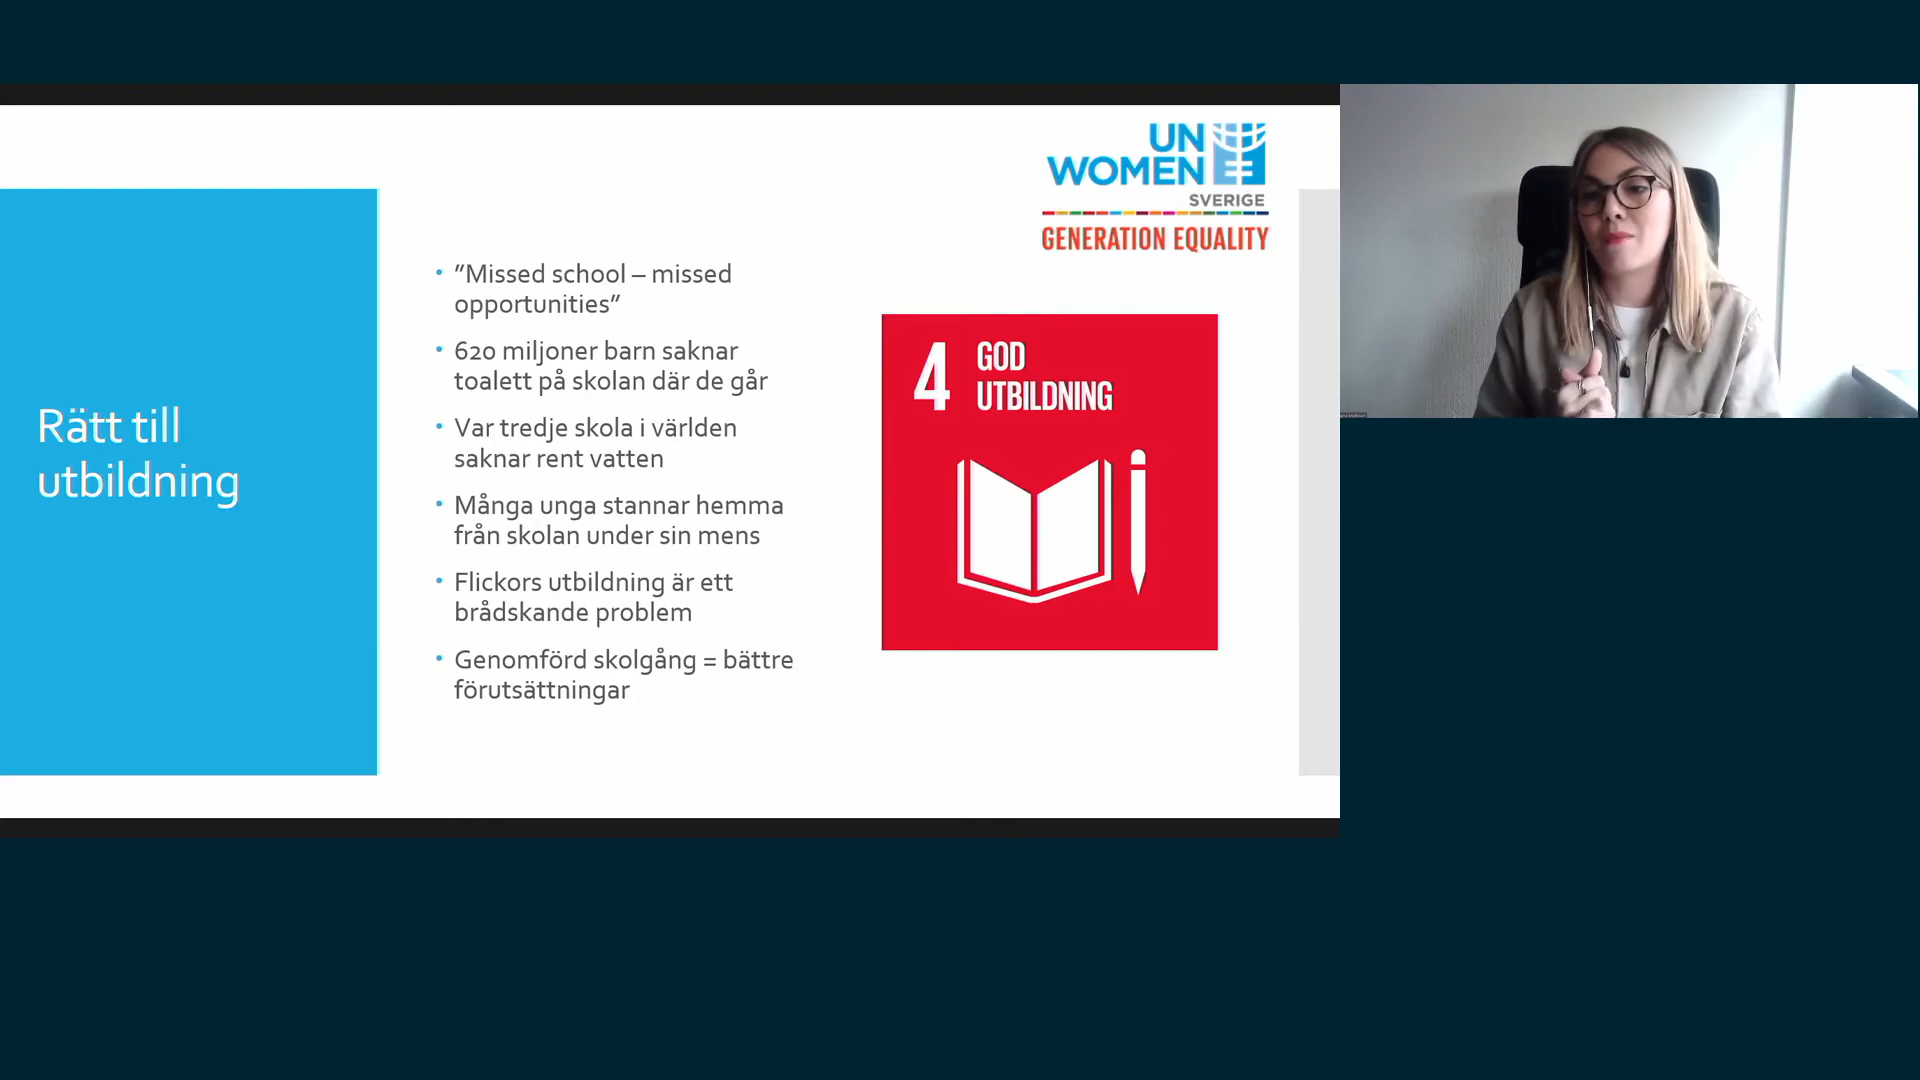 UN
WOMEN
SVERIGE
GENERATION EQUALITY
Rätt till
utbildning
• ”Missed school – missed
opportunities”
• 620 miljoner barn saknar
toalett på skolan där de går
• Var tredje skola i världen
saknar rent vatten
• Många unga stannar hemma
från skolan under sin mens
• Flickors utbildning är ett
brådskande problem
• Genomförd skolgång = bättre
förutsättningar
4 GOD
UTBILDNING